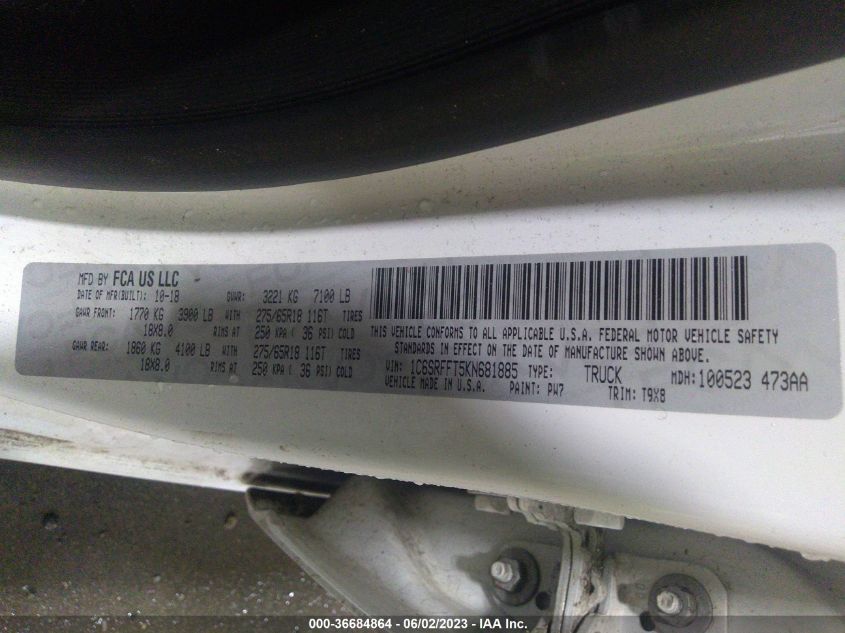 MFD BY FCA US LLC
DATE OF MFR(BUILT): 10-18 GVWR: 3221 KG 7100 LB
GAWR FRONT: 1770 KG 3900 LB WITH 275/65R18 116T TIRES
18X8.0 RIMS AT 250 KPA ( 36 PSI) COLD
GAWR REAR: 1860 KG 4100 LB WITH 275/65R18 116T TIRES
18X8.0 RIMS AT 250 KPA ( 36 PSI) COLD
THIS VEHICLE CONFORMS TO ALL APPLICABLE U.S.A. FEDERAL MOTOR VEHICLE SAFETY
STANDARDS IN EFFECT ON THE DATE OF MANUFACTURE SHOWN ABOVE.
VIN: 1C6SRFFT5KN681885 TYPE: TRUCK MDH:100523 473AA
VEHICLE MADE IN U.S.A. PAINT: PW7 TRIM: T9X8
000-36684864 - 06/02/2023 - IAA Inc.